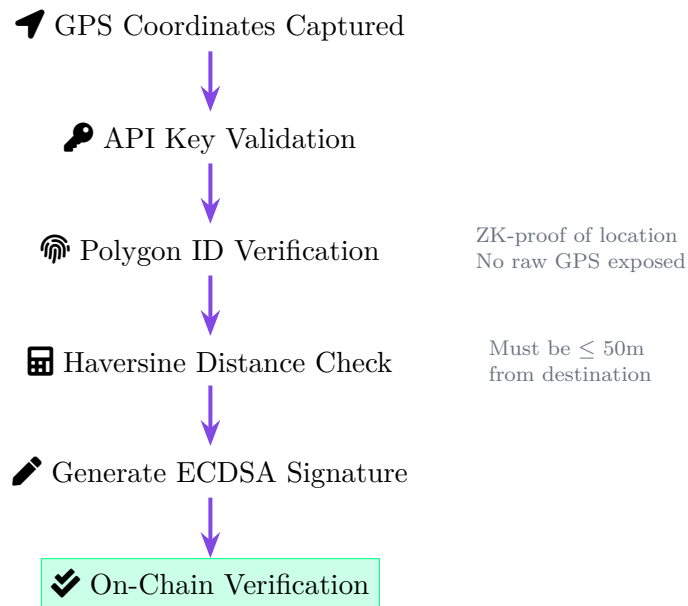 GPS Coordinates Captured
API Key Validation
Polygon ID Verification
ZK-proof of location
No raw GPS exposed
Haversine Distance Check
Must be ≤ 50m
from destination
Generate ECDSA Signature
On-Chain Verification